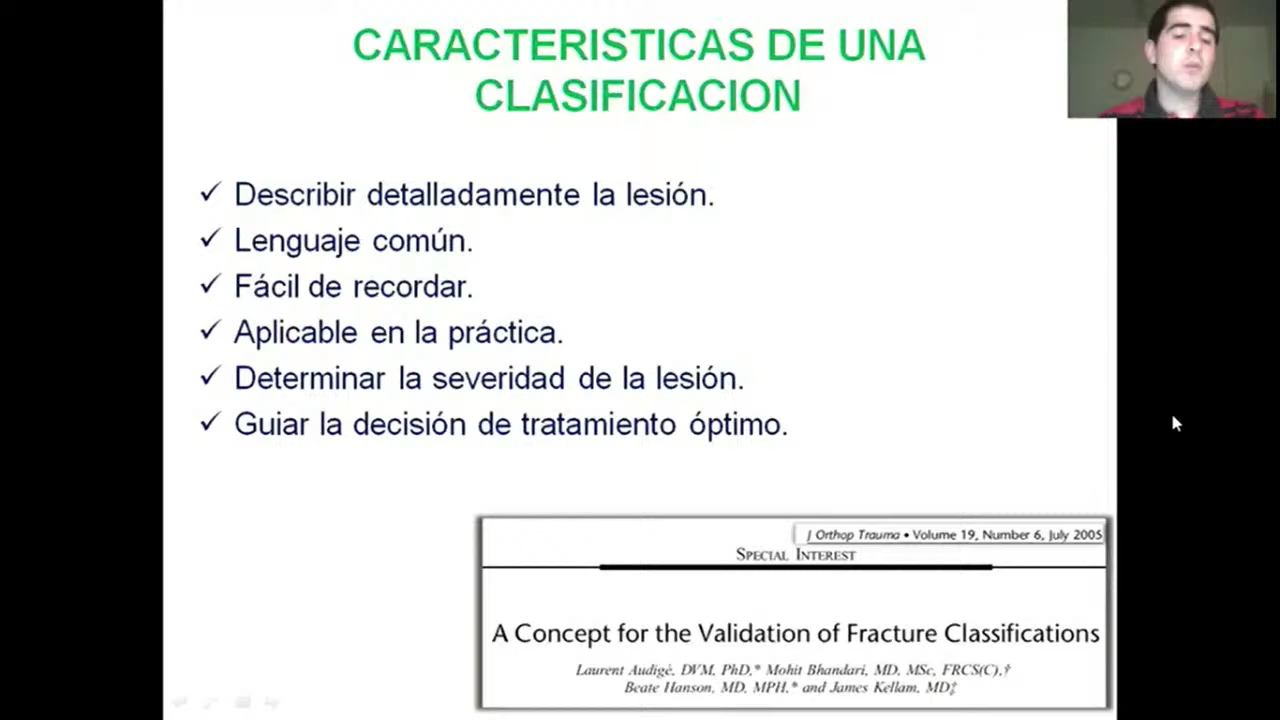 CARACTERISTICAS DE UNA
CLASIFICACION
✓ Describir detalladamente la lesión.
✓ Lenguaje común.
✓ Fácil de recordar.
✓ Aplicable en la práctica.
✓ Determinar la severidad de la lesión.
✓ Guiar la decisión de tratamiento óptimo.
J Orthop Trauma • Volume 19, Number 6, July 2005
SPECIAL INTEREST
A Concept for the Validation of Fracture Classifications
Laurent Audigé, DVM, PhD,* Mohit Bhandari, MD, MSc, FRCS(C),†
Beate Hanson, MD, MPH,* and James Kellam, MD‡